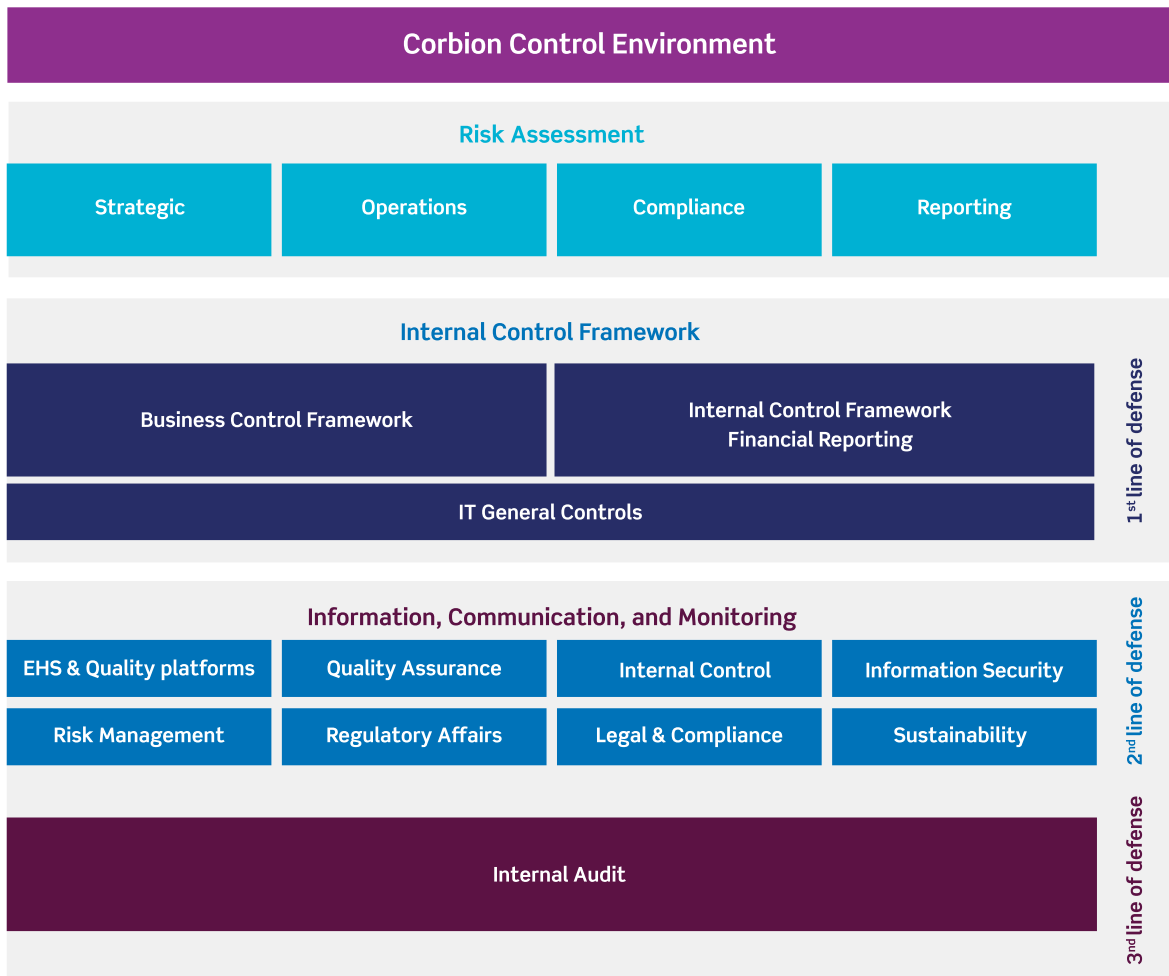 Corbion Control Environment
Risk Assessment
Strategic
Operations
Compliance
Reporting
Internal Control Framework
Business Control Framework
Internal Control Framework
Financial Reporting
IT General Controls
1st line of defense
Information, Communication, and Monitoring
EHS & Quality platforms
Quality Assurance
Internal Control
Information Security
Risk Management
Regulatory Affairs
Legal & Compliance
Sustainability
2nd line of defense
Internal Audit
3nd line of defense